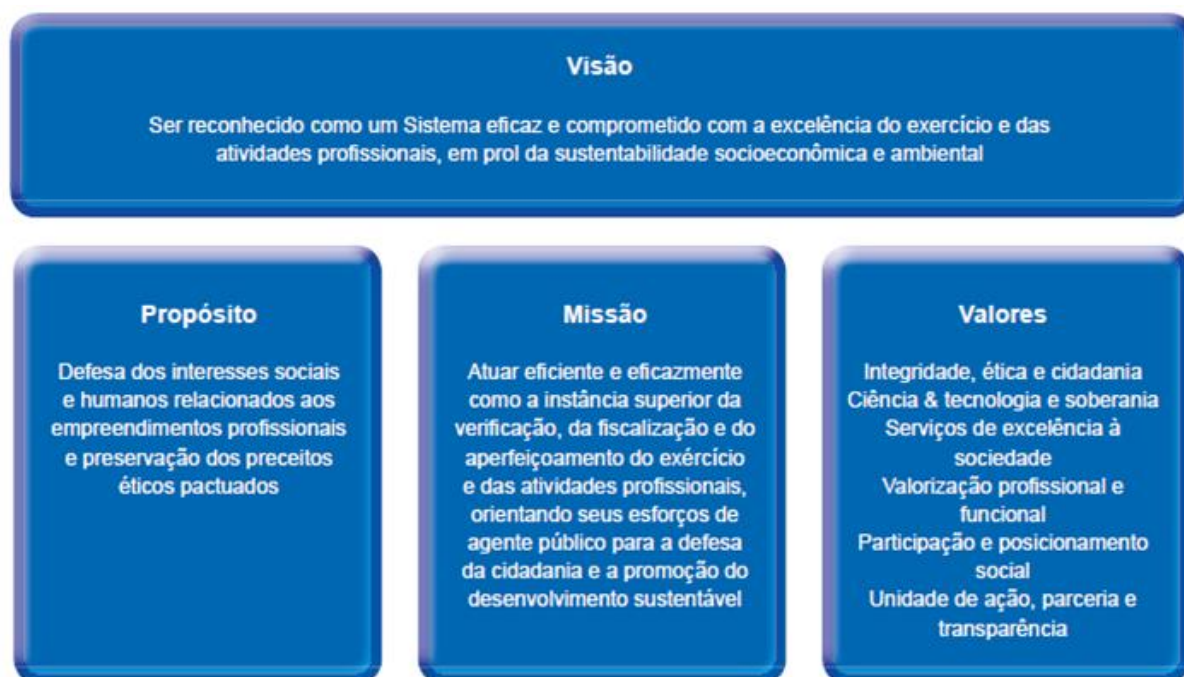 Visão
Ser reconhecido como um Sistema eficaz e comprometido com a excelência do exercício e das
atividades profissionais, em prol da sustentabilidade socioeconômica e ambiental
Propósito
Defesa dos interesses sociais
e humanos relacionados aos
empreendimentos profissionais
e preservação dos preceitos
éticos pactuados
Missão
Atuar eficiente e eficazmente
como a instância superior da
verificação, da fiscalização e do
aperfeiçoamento do exércício
e das atividades profissionais,
orientando seus esforços de
agente público para a defesa
da cidadania e a promoção do
desenvolvimento sustentável
Valores
Integridade, ética e cidadania
Ciência & tecnologia e soberania
Serviços de excelência à
sociedade
Valorização profissional e
funcional
Participação e posicionamento
social
Unidade de ação, parceria e
transparência